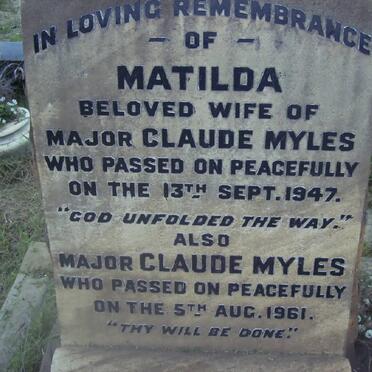 IN LOVING REMEMBRANCE
– OF –
MATILDA
BELOVED WIFE OF
MAJOR CLAUDE MYLES
WHO PASSED ON PEACEFULLY
ON THE 13TH SEPT. 1947.
"GOD UNFOLDED THE WAY."
ALSO
MAJOR CLAUDE MYLES
WHO PASSED ON PEACEFULLY
ON THE 5TH AUG. 1961.
"THY WILL BE DONE."